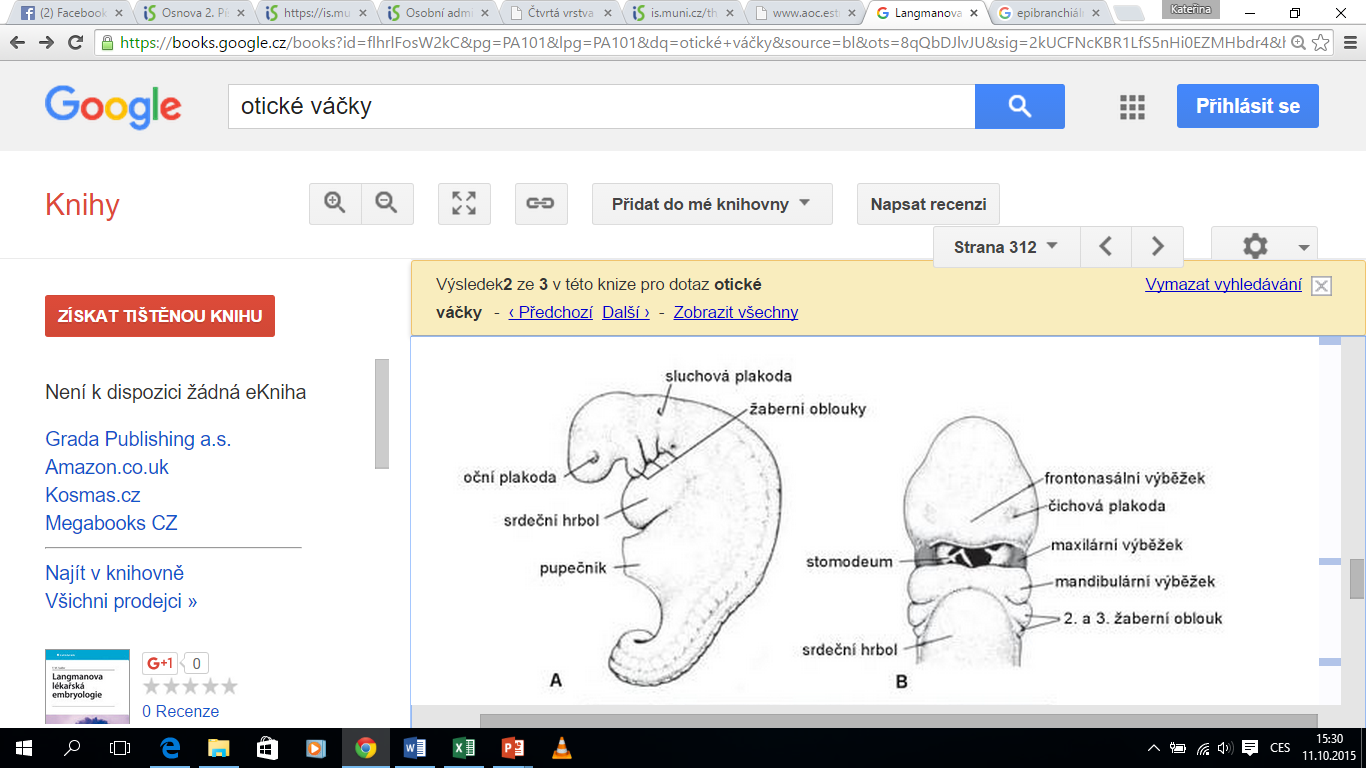 (2) Facebook
Osnova 2. Pě
https://is.mu
Osobní admi
Čtvrtá vrstva
is.muni.cz/th
www.aoc.esti
Langmanova
epibranchiáln
Kateřina
https://books.google.cz/books?id=flhrlFosW2kC&pg=PA101&lpg=PA101&dq=otické+váčky&source=bl&ots=8qQbDJlvJU&sig=2kUCFNcKBR1LfS5nHi0EZMHbdr4&h
Google
otické váčky
Přihlásit se
Knihy
Přidat do mé knihovny
Napsat recenzi
Strana 312
ZÍSKAT TIŠTĚNOU KNIHU
Výsledek2 ze 3 v této knize pro dotaz otické
váčky - ‹ Předchozí Další › - Zobrazit všechny
Vymazat vyhledávání
Není k dispozici žádná eKniha
Grada Publishing a.s.
Amazon.co.uk
Kosmas.cz
Megabooks CZ
Najít v knihovně
Všichni prodejci »
Langmanova
lékařská
embryologie
G+1 0
0 Recenze
sluchová plakoda
žaberní oblouky
oční plakoda
srdeční hrbol
pupečník
A
frontonasální výběžek
čichová plakoda
maxilární výběžek
stomodeum
mandibulární výběžek
2. a 3. žaberní oblouk
srdeční hrbol
B
CES
15:30
11.10.2015